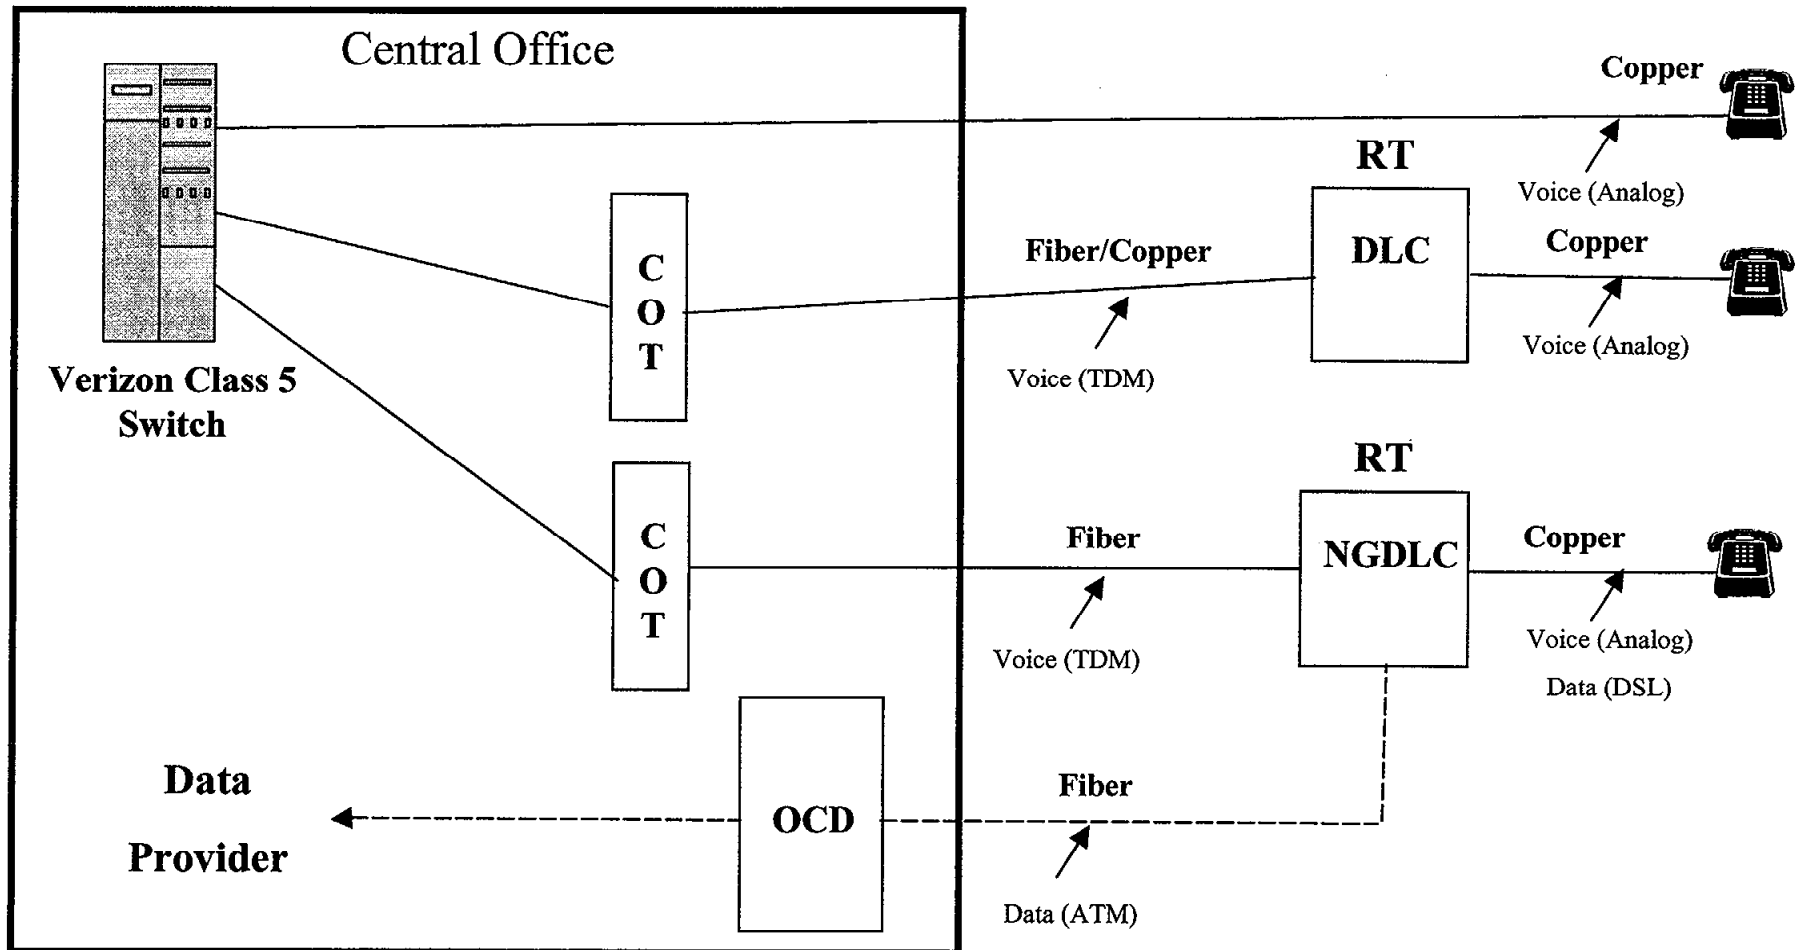 Central Office
Copper
RT
Voice (Analog)
C
O
T
Fiber/Copper
DLC
Copper
Voice (TDM)
Voice (Analog)
Verizon Class 5
Switch
RT
C
O
T
Fiber
NGDLC
Copper
Voice (TDM)
Voice (Analog)
Data (DSL)
Data
Provider
OCD
Fiber
Data (ATM)